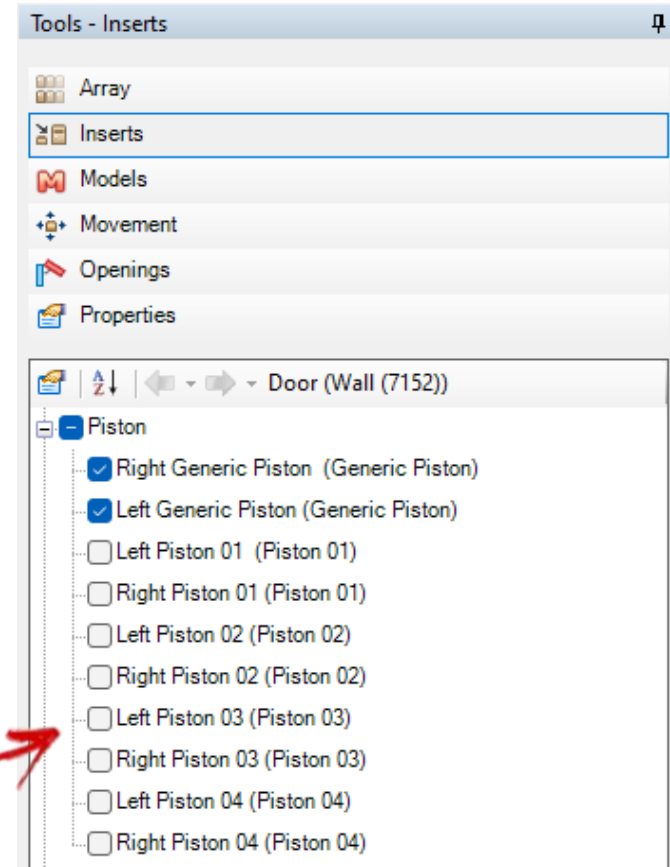 Tools - Inserts
Array
Inserts
Models
Movement
Openings
Properties
Door (Wall (7152))
Piston
Right Generic Piston  (Generic Piston)
Left Generic Piston (Generic Piston)
Left Piston 01  (Piston 01)
Right Piston 01 (Piston 01)
Left Piston 02 (Piston 02)
Right Piston 02 (Piston 02)
Left Piston 03 (Piston 03)
Right Piston 03 (Piston 03)
Left Piston 04 (Piston 04)
Right Piston 04 (Piston 04)